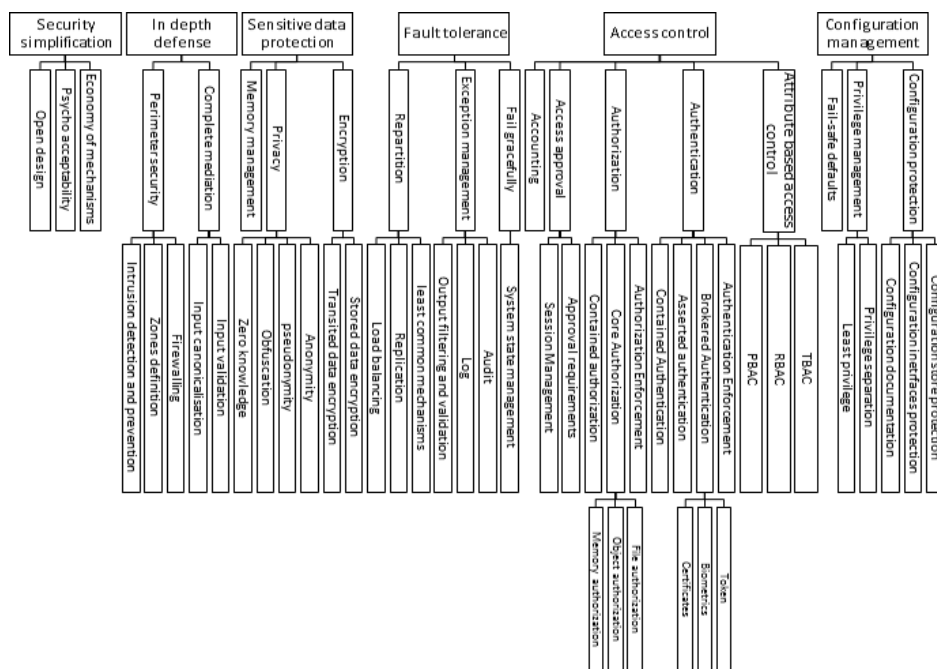 Security
simplification
In depth
defense
Sensitive data
protection
Fault tolerance
Access control
Configuration
management
Open design
Psycho acceptability
Economy of mechanisms
Perimeter security
Complete mediation
Memory management
Privacy
Encryption
Repartition
Exception management
Fail gracefully
Accounting
Access approval
Authorization
Authentication
Attribute based access
control
Fail-safe defaults
Privilege management
Configuration protection
Intrusion detection and prevention
Zones definition
Firewalling
Input canonicalisation
Input validation
Zero knowledge
Obfuscation
pseudonymity
Anonymity
Transited data encryption
Stored data encryption
Load balancing
Replication
least common mechanisms
Output filtering and validation
Log
Audit
System state management
Session Management
Approval requirements
Contained authorization
Core Authorization
Authorization Enforcement
Contained Authentication
Asserted authentication
Brokered Authentication
Authentication Enforcement
PBAC
RBAC
TBAC
Least privilege
Privilege separation
Configuration documentation
Configuration inetrfaces protection
Configuration store protection
Memory authorization
Object authorization
File authorization
Certificates
Biometrics
Token